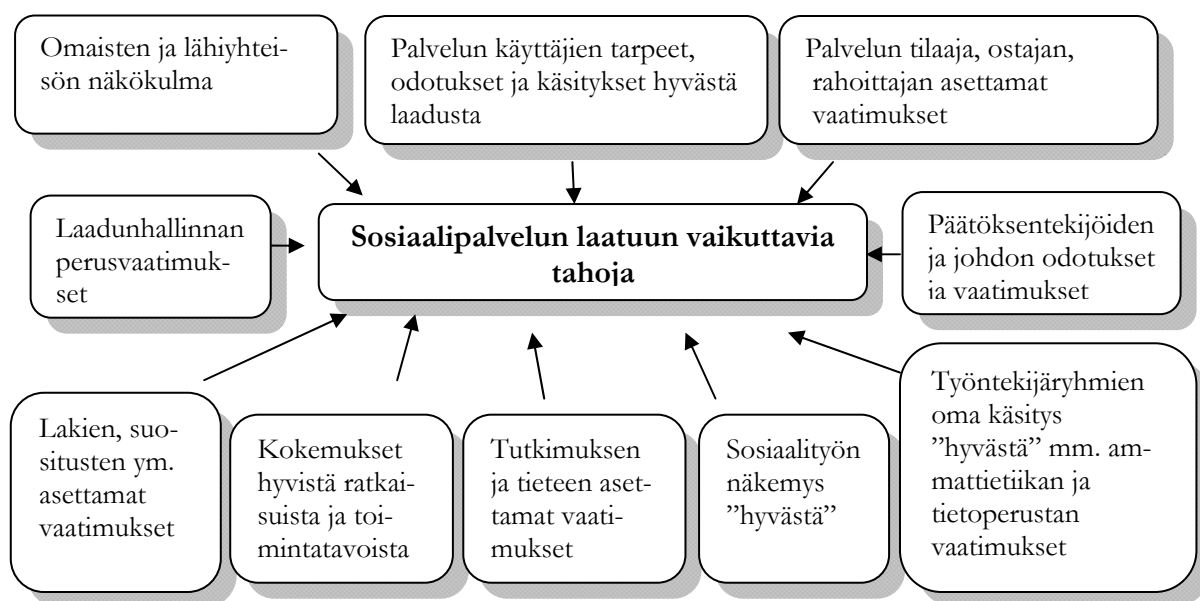 Omaisten ja lähiyhtei-
sön näkökulma
Palvelun käyttäjien tarpeet,
odotukset ja käsitykset hyvästä
laadusta
Palvelun tilaaja, ostajan,
rahoittajan asettamat
vaatimukset
Laadunhallinnan
perusvaatimuk-
set
Sosiaalipalvelun laatuun vaikuttavia
tahoja
Päätöksentekijöiden
ja johdon odotukset
ja vaatimukset
Lakien, suo-
situsten ym.
asettamat
vaatimukset
Kokemukset
hyvistä ratkai-
suista ja toi-
mintatavoista
Tutkimuksen
ja tieteen aset-
tamat vaati-
mukset
Sosiaalityön
näkemys
”hyvästä”
Työntekijäryhmien
oma käsitys
”hyvästä” mm. am-
mattietiikan ja
tietoperustan
vaatimukset